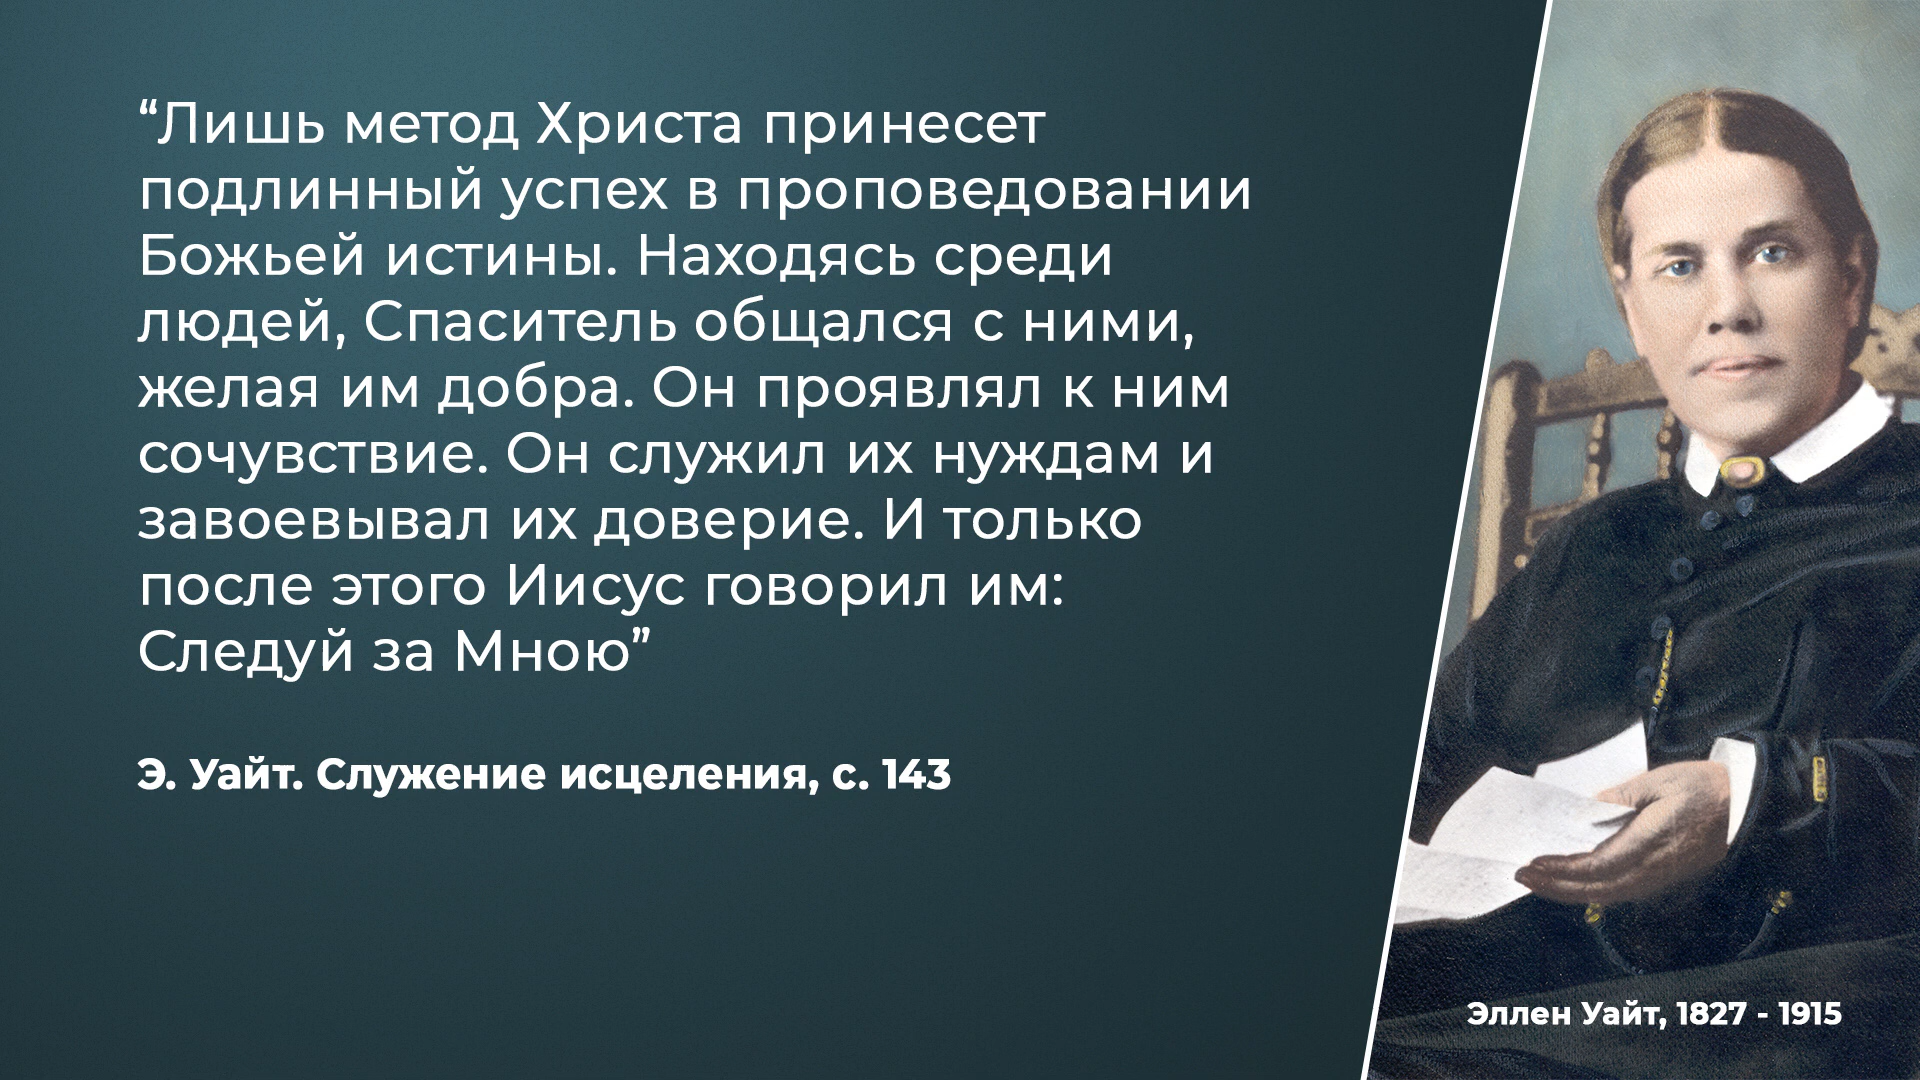 “Лишь метод Христа принесет
подлинный успех в проповедовании
Божьей истины. Находясь среди
людей, Спаситель общался с ними,
желая им добра. Он проявлял к ним
сочувствие. Он служил их нуждам и
завоевывал их доверие. И только
после этого Иисус говорил им:
Следуй за Мною”
Э. Уайт. Служение исцеления, с. 143
Эллен Уайт, 1827 - 1915